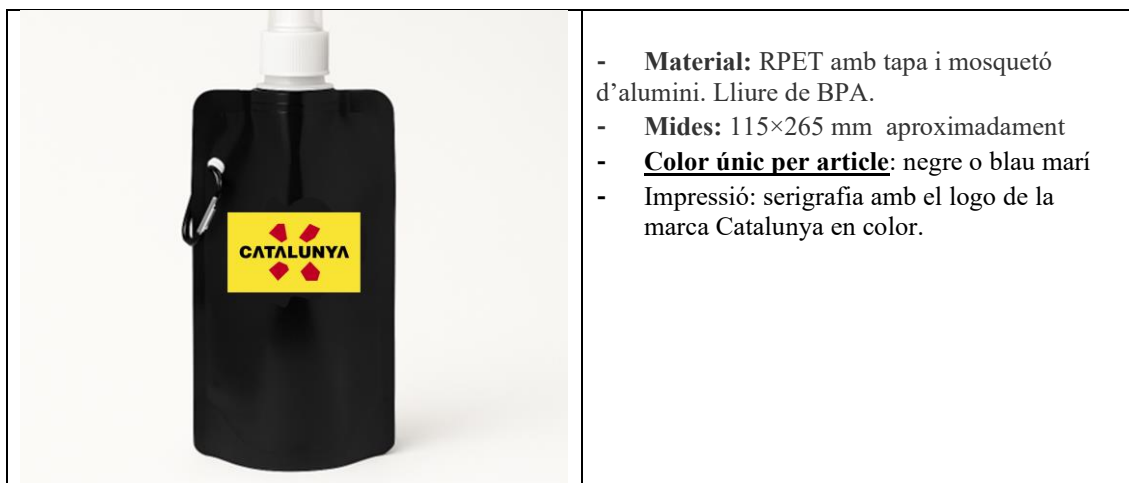 CATALUNYA
- Material: RPET amb tapa i mosquetó
d’alumini. Lliure de BPA.
- Mides: 115×265 mm aproximadament
- Color únic per article: negre o blau marí
- Impressió: serigrafia amb el logo de la
marca Catalunya en color.